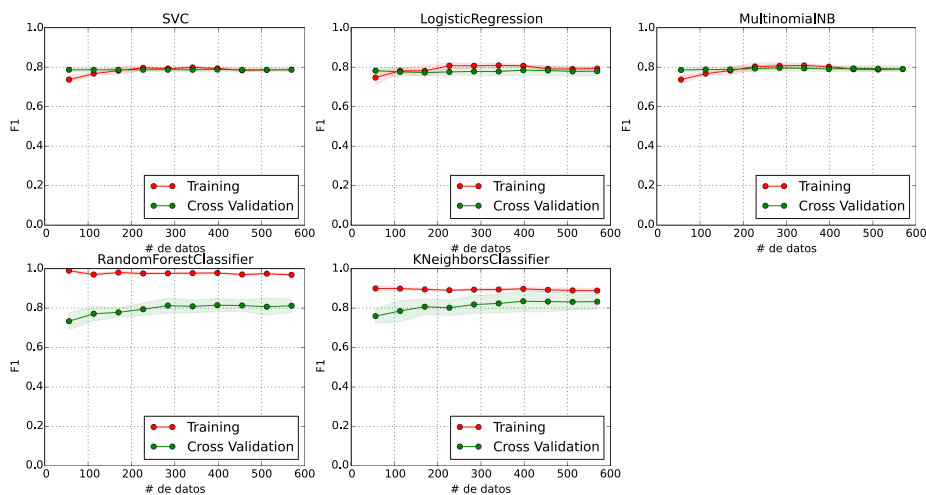 SVC
F1
1.0
0.8
0.6
0.4
0.2
0.0
0 100 200 300 400 500 600
# de datos
Training
Cross Validation
LogisticRegression
F1
1.0
0.8
0.6
0.4
0.2
0.0
0 100 200 300 400 500 600
# de datos
Training
Cross Validation
MultinomialNB
F1
1.0
0.8
0.6
0.4
0.2
0.0
0 100 200 300 400 500 600
# de datos
Training
Cross Validation
RandomForestClassifier
F1
1.0
0.8
0.6
0.4
0.2
0.0
0 100 200 300 400 500 600
# de datos
Training
Cross Validation
KNeighborsClassifier
F1
1.0
0.8
0.6
0.4
0.2
0.0
0 100 200 300 400 500 600
# de datos
Training
Cross Validation